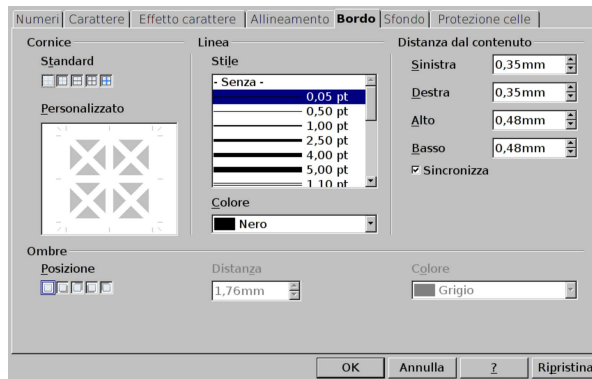 Numeri Carattere Effetto carattere Allineamento Bordo Sfondo Protezione celle
Cornice
Standard
Personalizzato
Linea
Stile
- Senza -
0,05 pt
0,50 pt
1,00 pt
2,50 pt
4,00 pt
5,00 pt
1,10 pt
Colore
Nero
Distanza dal contenuto
Sinistra 0,35mm
Destra 0,35mm
Alto 0,48mm
Basso 0,48mm
Sincronizza
Ombre
Posizione
Distanza
1,76mm
Colore
Grigio
OK Annulla ? Ripristina